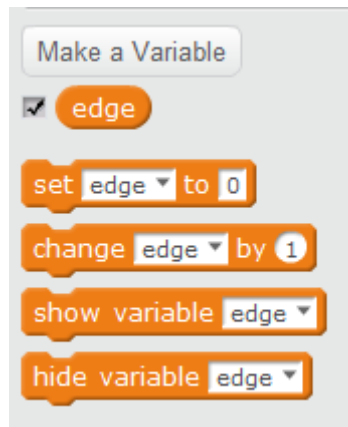 Make a Variable
edge
set edge to 0
change edge by 1
show variable edge
hide variable edge